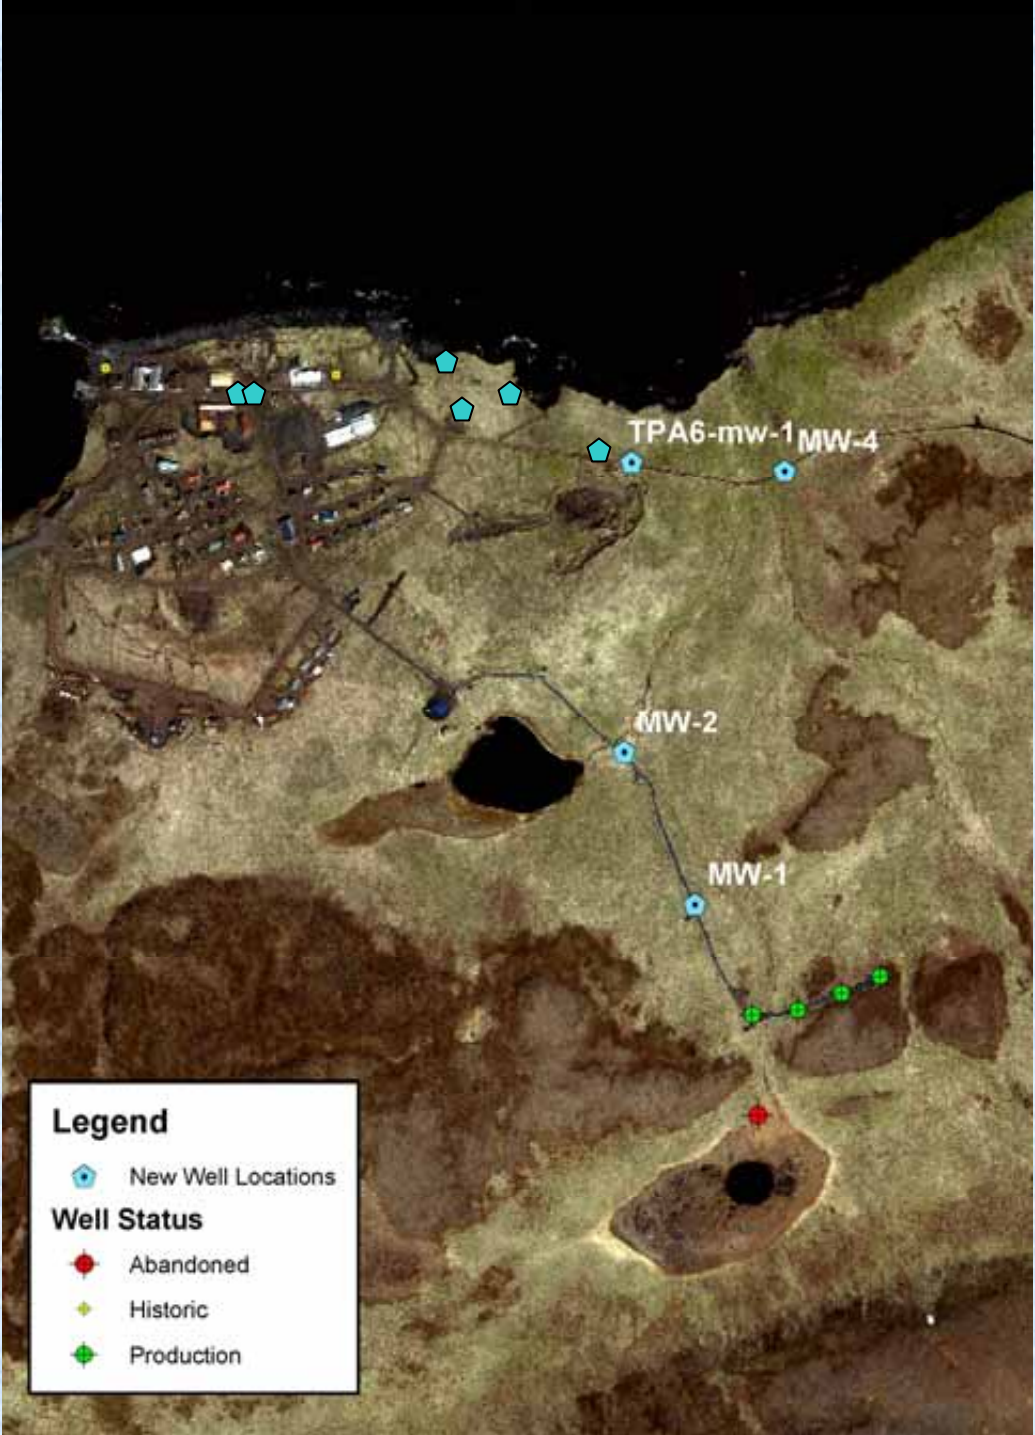 TPA6-mw-1
MW-4
MW-2
MW-1
Legend
New Well Locations
Well Status
Abandoned
Historic
Production